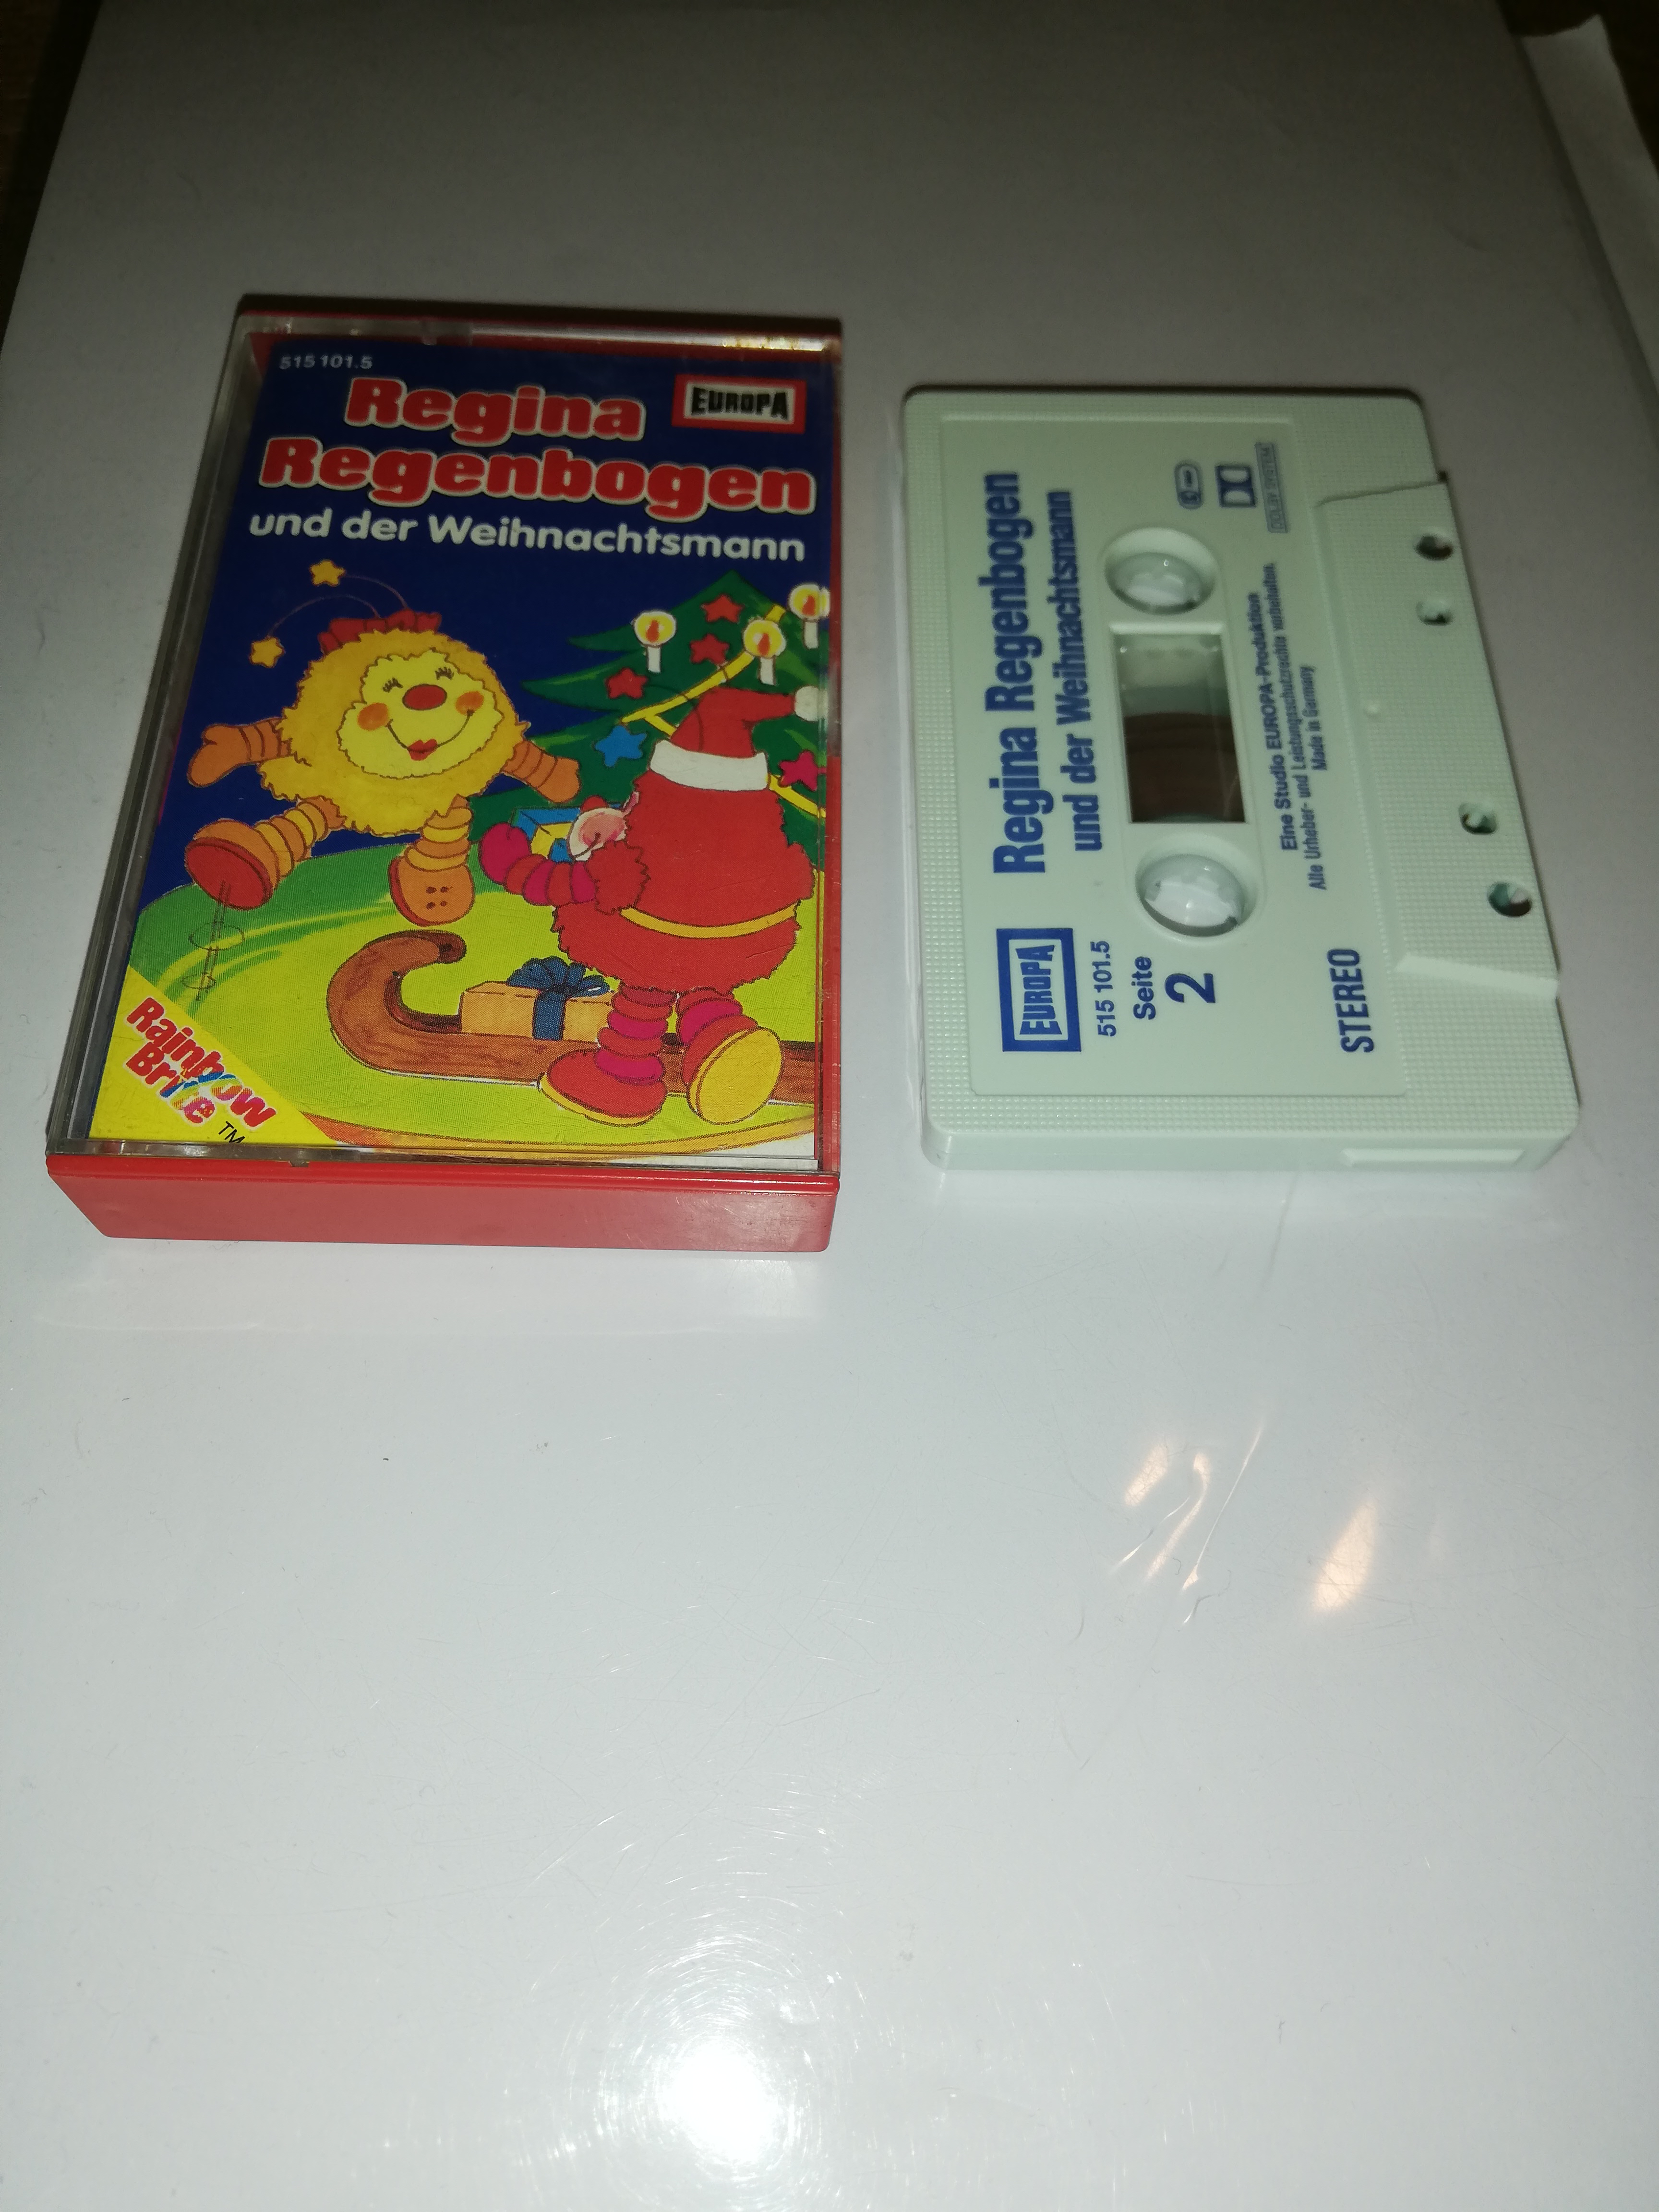 515 101.5
EUROPA
Regina
Regenbogen
und der Weihnachtsmann
Rainbow
Brite
TM
Regina Regenbogen
und der Weihnachtsmann
EUROPA
515 101.5
Seite
2
DOLBY SYSTEM
Eine Studio EUROPA-Produktion
Alle Urheber- und Leistungsschutzrechte vorbehalten.
Made in Germany
STEREO